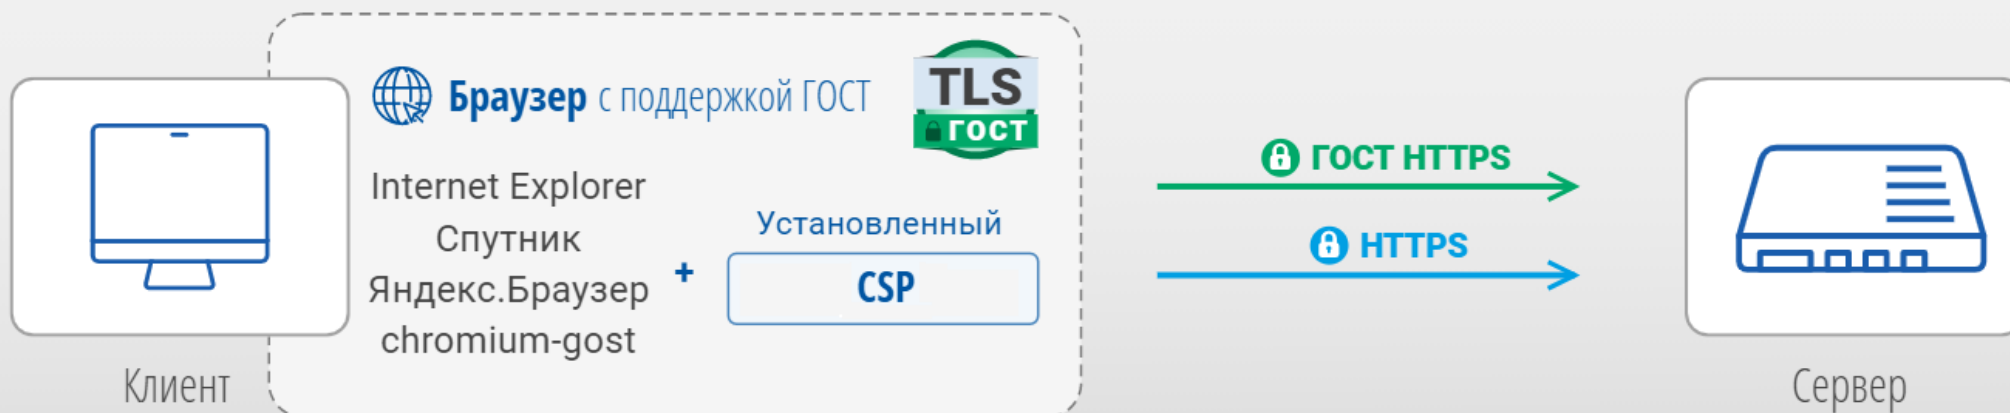 Браузер с поддержкой ГОСТ
TLS
ГОСТ
Internet Explorer
Спутник
Яндекс.Браузер
chromium-gost
+
Установленный
CSP
ГОСТ HTTPS
HTTPS
Клиент
Сервер